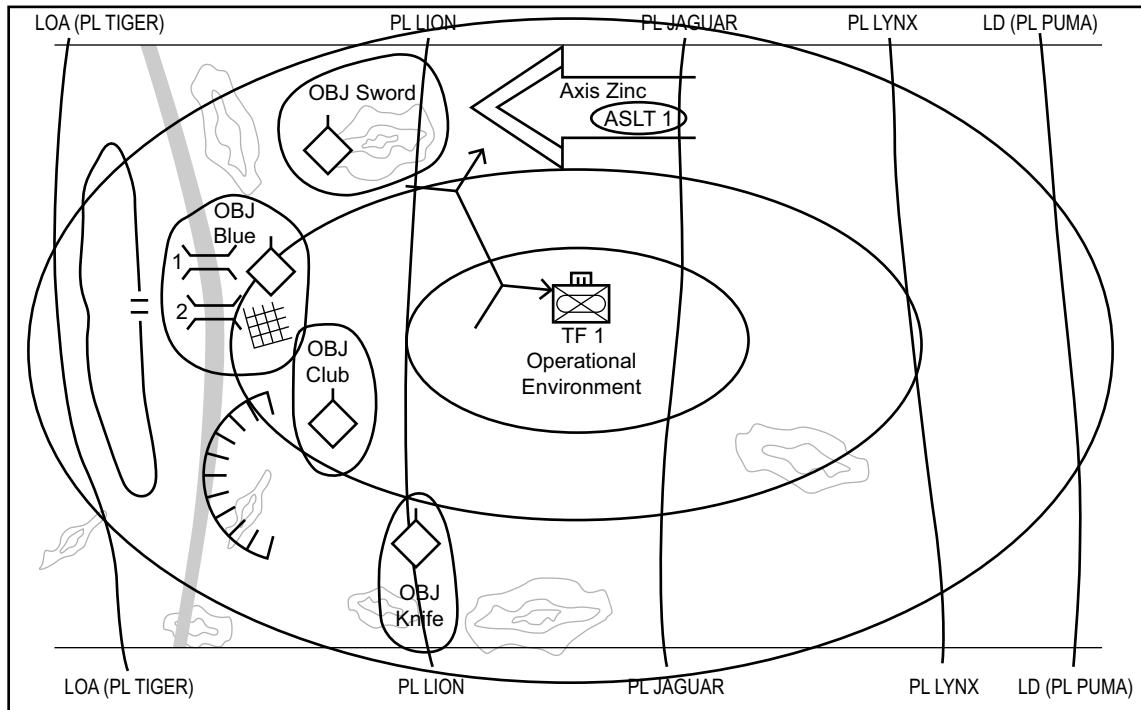 LOA (PL TIGER) PL LION PL JAGUAR PL LYNX LD (PL PUMA)
OBJ Sword
Axis Zinc
ASLT 1
OBJ
Blue
1
2
TF 1
Operational
Environment
OBJ
Club
OBJ
Knife
LOA (PL TIGER) PL LION PL JAGUAR PL LYNX LD (PL PUMA)